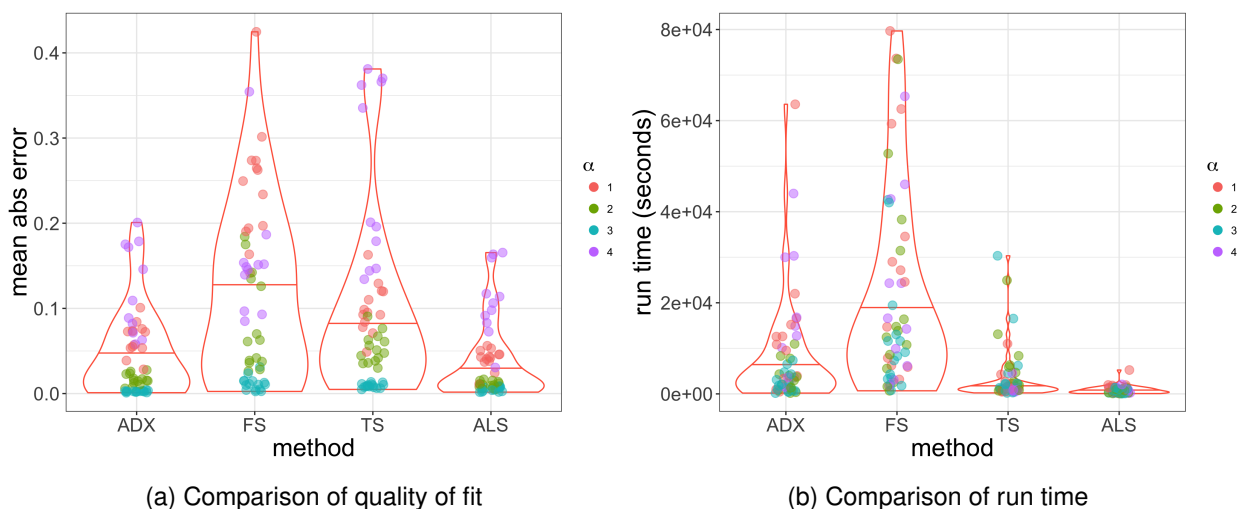 mean abs error
0.4
0.3
0.2
0.1
0.0
ADX FS TS ALS
method
α
1
2
3
4
(a) Comparison of quality of fit
run time (seconds)
8e+04
6e+04
4e+04
2e+04
0e+00
ADX FS TS ALS
method
α
1
2
3
4
(b) Comparison of run time